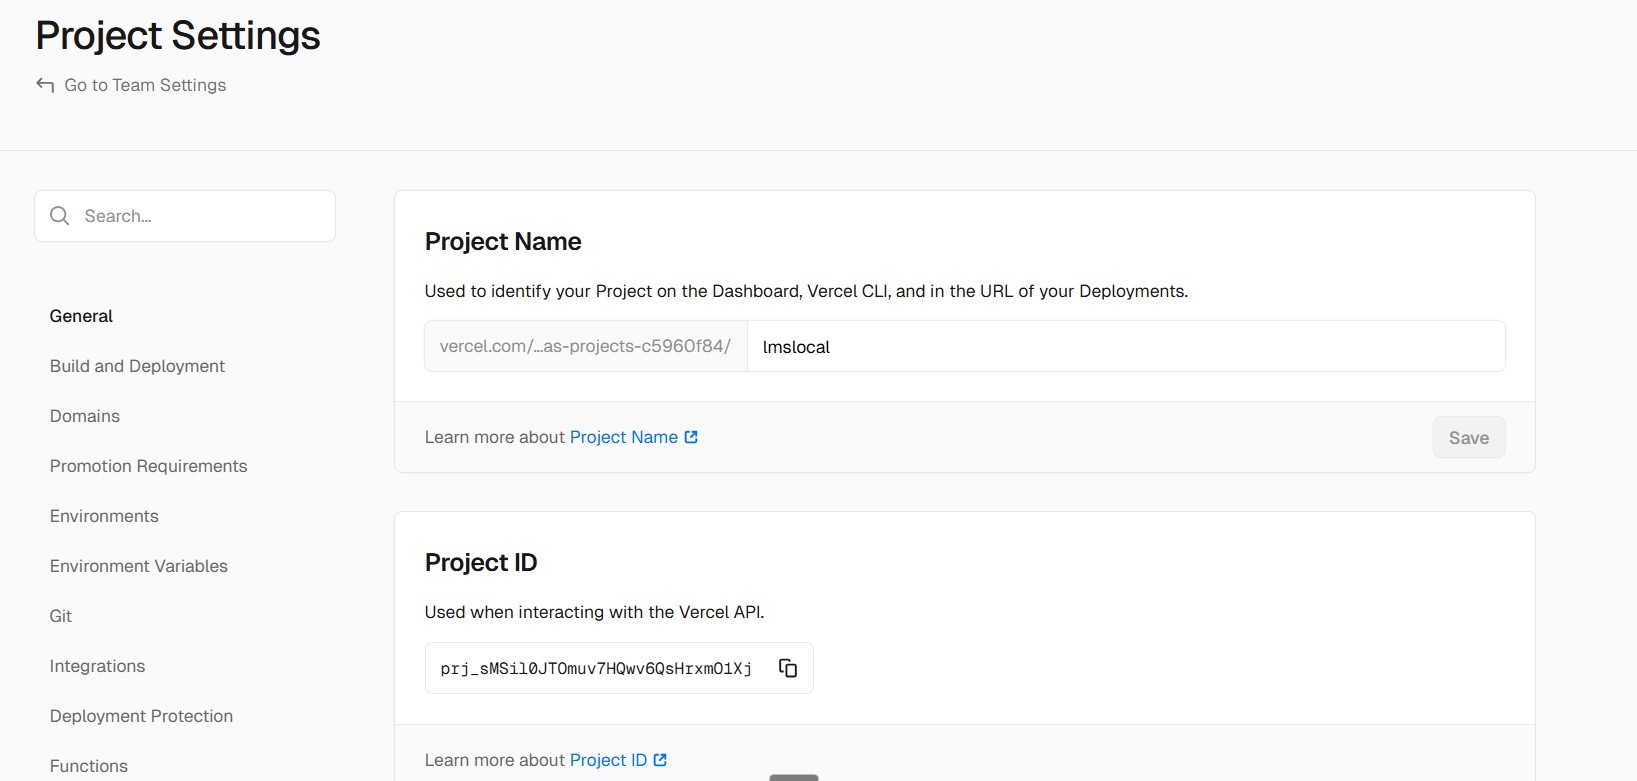 Project Settings
Go to Team Settings
Search...
General
Build and Deployment
Domains
Promotion Requirements
Environments
Environment Variables
Git
Integrations
Deployment Protection
Functions
Project Name
Used to identify your Project on the Dashboard, Vercel CLI, and in the URL of your Deployments.
vercel.com/...as-projects-c5960f84/ lmslocal
Learn more about Project Name
Save
Project ID
Used when interacting with the Vercel API.
prj_sMSil0JTOmuv7HQwv6QsHrxmO1Xj
Learn more about Project ID